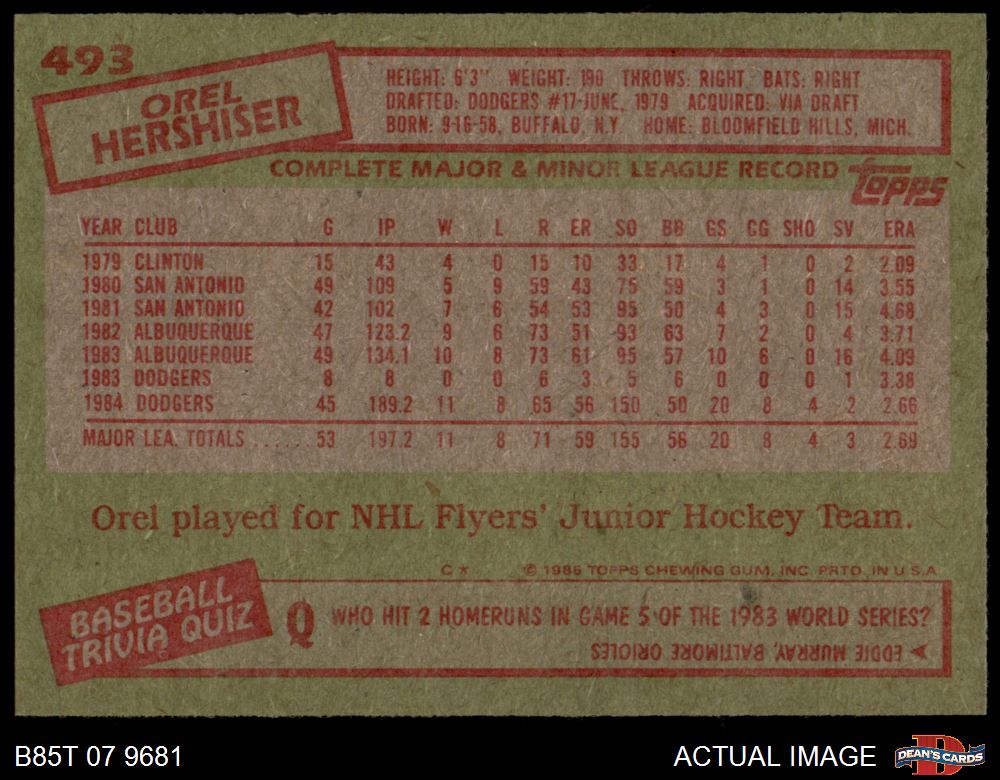 493
OREL
HERSHISER
HEIGHT: 6'3" WEIGHT: 190 THROWS: RIGHT BATS: RIGHT
DRAFTED: DODGERS #17-JUNE, 1979 ACQUIRED: VIA DRAFT
BORN: 9-16-58, BUFFALO, N.Y. HOME: BLOOMFIELD HILLS, MICH.
COMPLETE MAJOR & MINOR LEAGUE RECORD
topps
YEAR CLUB G IP W L R ER SO BB GS CG SHO SV ERA
1979 CLINTON 15 43 4 0 15 10 33 17 4 1 0 2 2.09
1980 SAN ANTONIO 49 109 5 9 59 43 75 59 3 1 0 14 3.55
1981 SAN ANTONIO 42 102 7 6 54 53 95 50 4 3 0 15 4.68
1982 ALBUQUERQUE 47 123.2 9 6 73 51 93 63 7 2 0 4 3.71
1983 ALBUQUERQUE 49 134.1 10 8 73 61 95 57 10 6 0 16 4.09
1983 DODGERS 8 8 0 0 6 3 5 6 0 0 0 1 3.38
1984 DODGERS 45 189.2 11 8 65 56 150 50 20 8 4 2 2.66
MAJOR LEA. TOTALS ..... 53 197.2 11 8 71 59 155 56 20 8 4 3 2.69
Orel played for NHL Flyers' Junior Hockey Team.
C* © 1985 TOPPS CHEWING GUM, INC. PRTD. IN U.S.A.
BASEBALL
TRIVIA QUIZ
Q WHO HIT 2 HOMERUNS IN GAME 5 OF THE 1983 WORLD SERIES?
EDDIE MURRAY, BALTIMORE ORIOLES
B85T 07 9681
ACTUAL IMAGE
DEAN'S CARDS